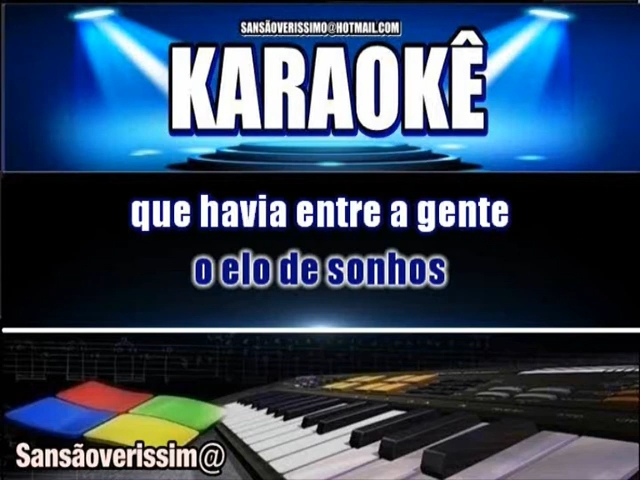 SANSÃOVERISSIMO@HOTMAIL.COM
KARAOKÊ
que havia entre a gente
o elo de sonhos
Sansãoverissim@